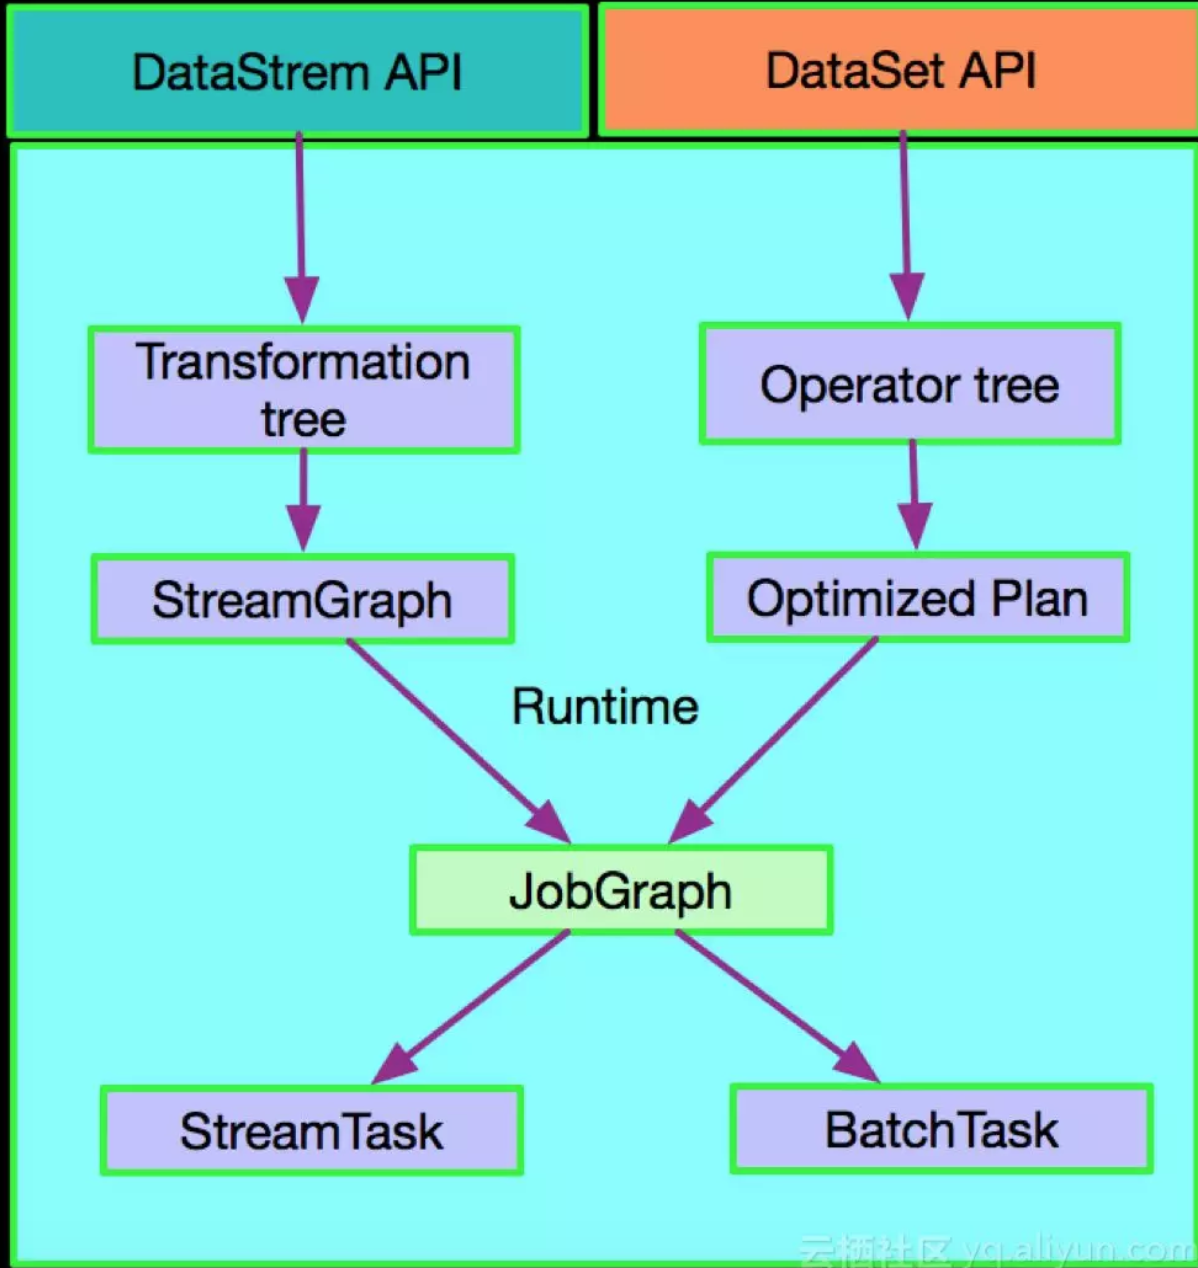 DataStrem API
DataSet API
Transformation
tree
Operator tree
StreamGraph
Optimized Plan
Runtime
JobGraph
StreamTask
BatchTask
云栖社区 yq.aliyun.com